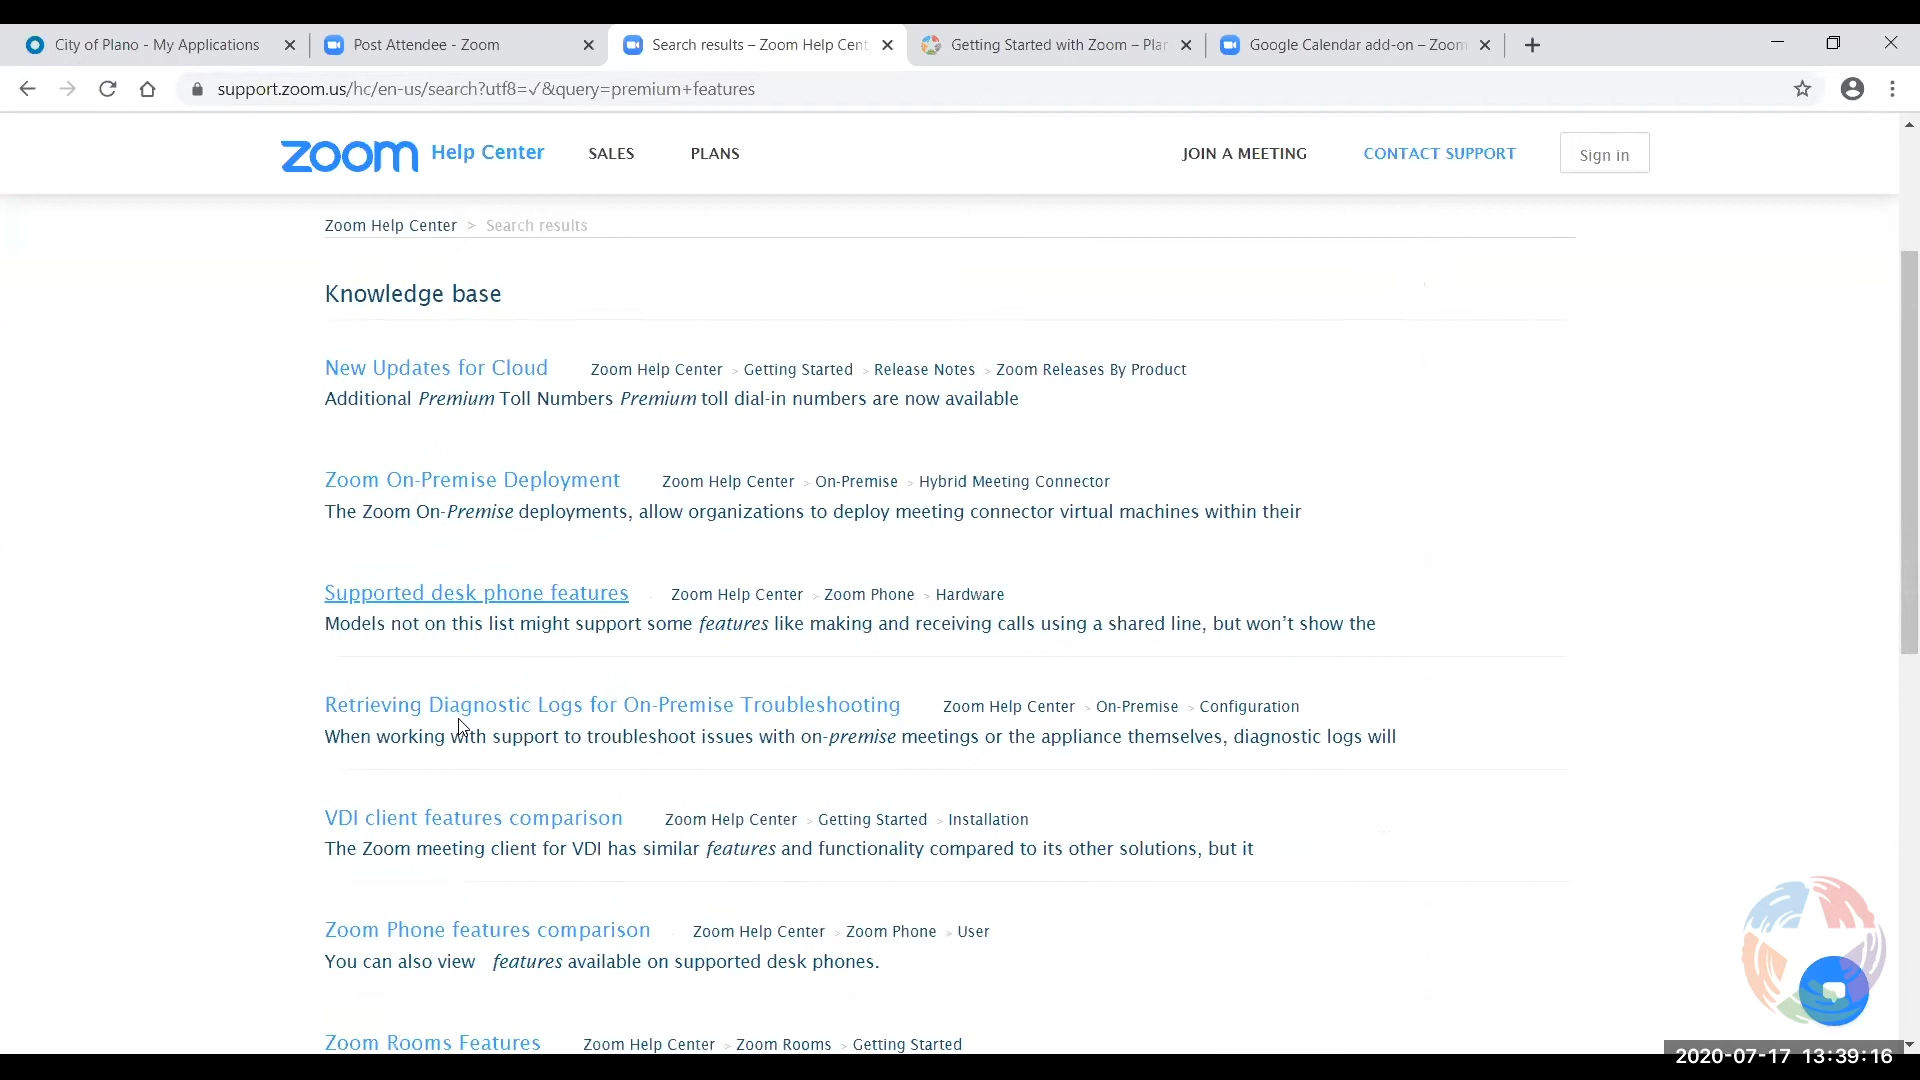 City of Plano - My Applications
Post Attendee - Zoom
Search results – Zoom Help Cent
Getting Started with Zoom – Plan
Google Calendar add-on – Zoom
support.zoom.us/hc/en-us/search?utf8=✓&query=premium+features
zoom Help Center SALES PLANS JOIN A MEETING CONTACT SUPPORT Sign in
Zoom Help Center > Search results
Knowledge base
New Updates for Cloud Zoom Help Center > Getting Started > Release Notes > Zoom Releases By Product
Additional Premium Toll Numbers Premium toll dial-in numbers are now available
Zoom On-Premise Deployment Zoom Help Center > On-Premise > Hybrid Meeting Connector
The Zoom On-Premise deployments, allow organizations to deploy meeting connector virtual machines within their
Supported desk phone features Zoom Help Center > Zoom Phone > Hardware
Models not on this list might support some features like making and receiving calls using a shared line, but won’t show the
Retrieving Diagnostic Logs for On-Premise Troubleshooting Zoom Help Center > On-Premise > Configuration
When working with support to troubleshoot issues with on-premise meetings or the appliance themselves, diagnostic logs will
VDI client features comparison Zoom Help Center > Getting Started > Installation
The Zoom meeting client for VDI has similar features and functionality compared to its other solutions, but it
Zoom Phone features comparison Zoom Help Center > Zoom Phone > User
You can also view features available on supported desk phones.
Zoom Rooms Features Zoom Help Center > Zoom Rooms > Getting Started
2020-07-17 13:39:16